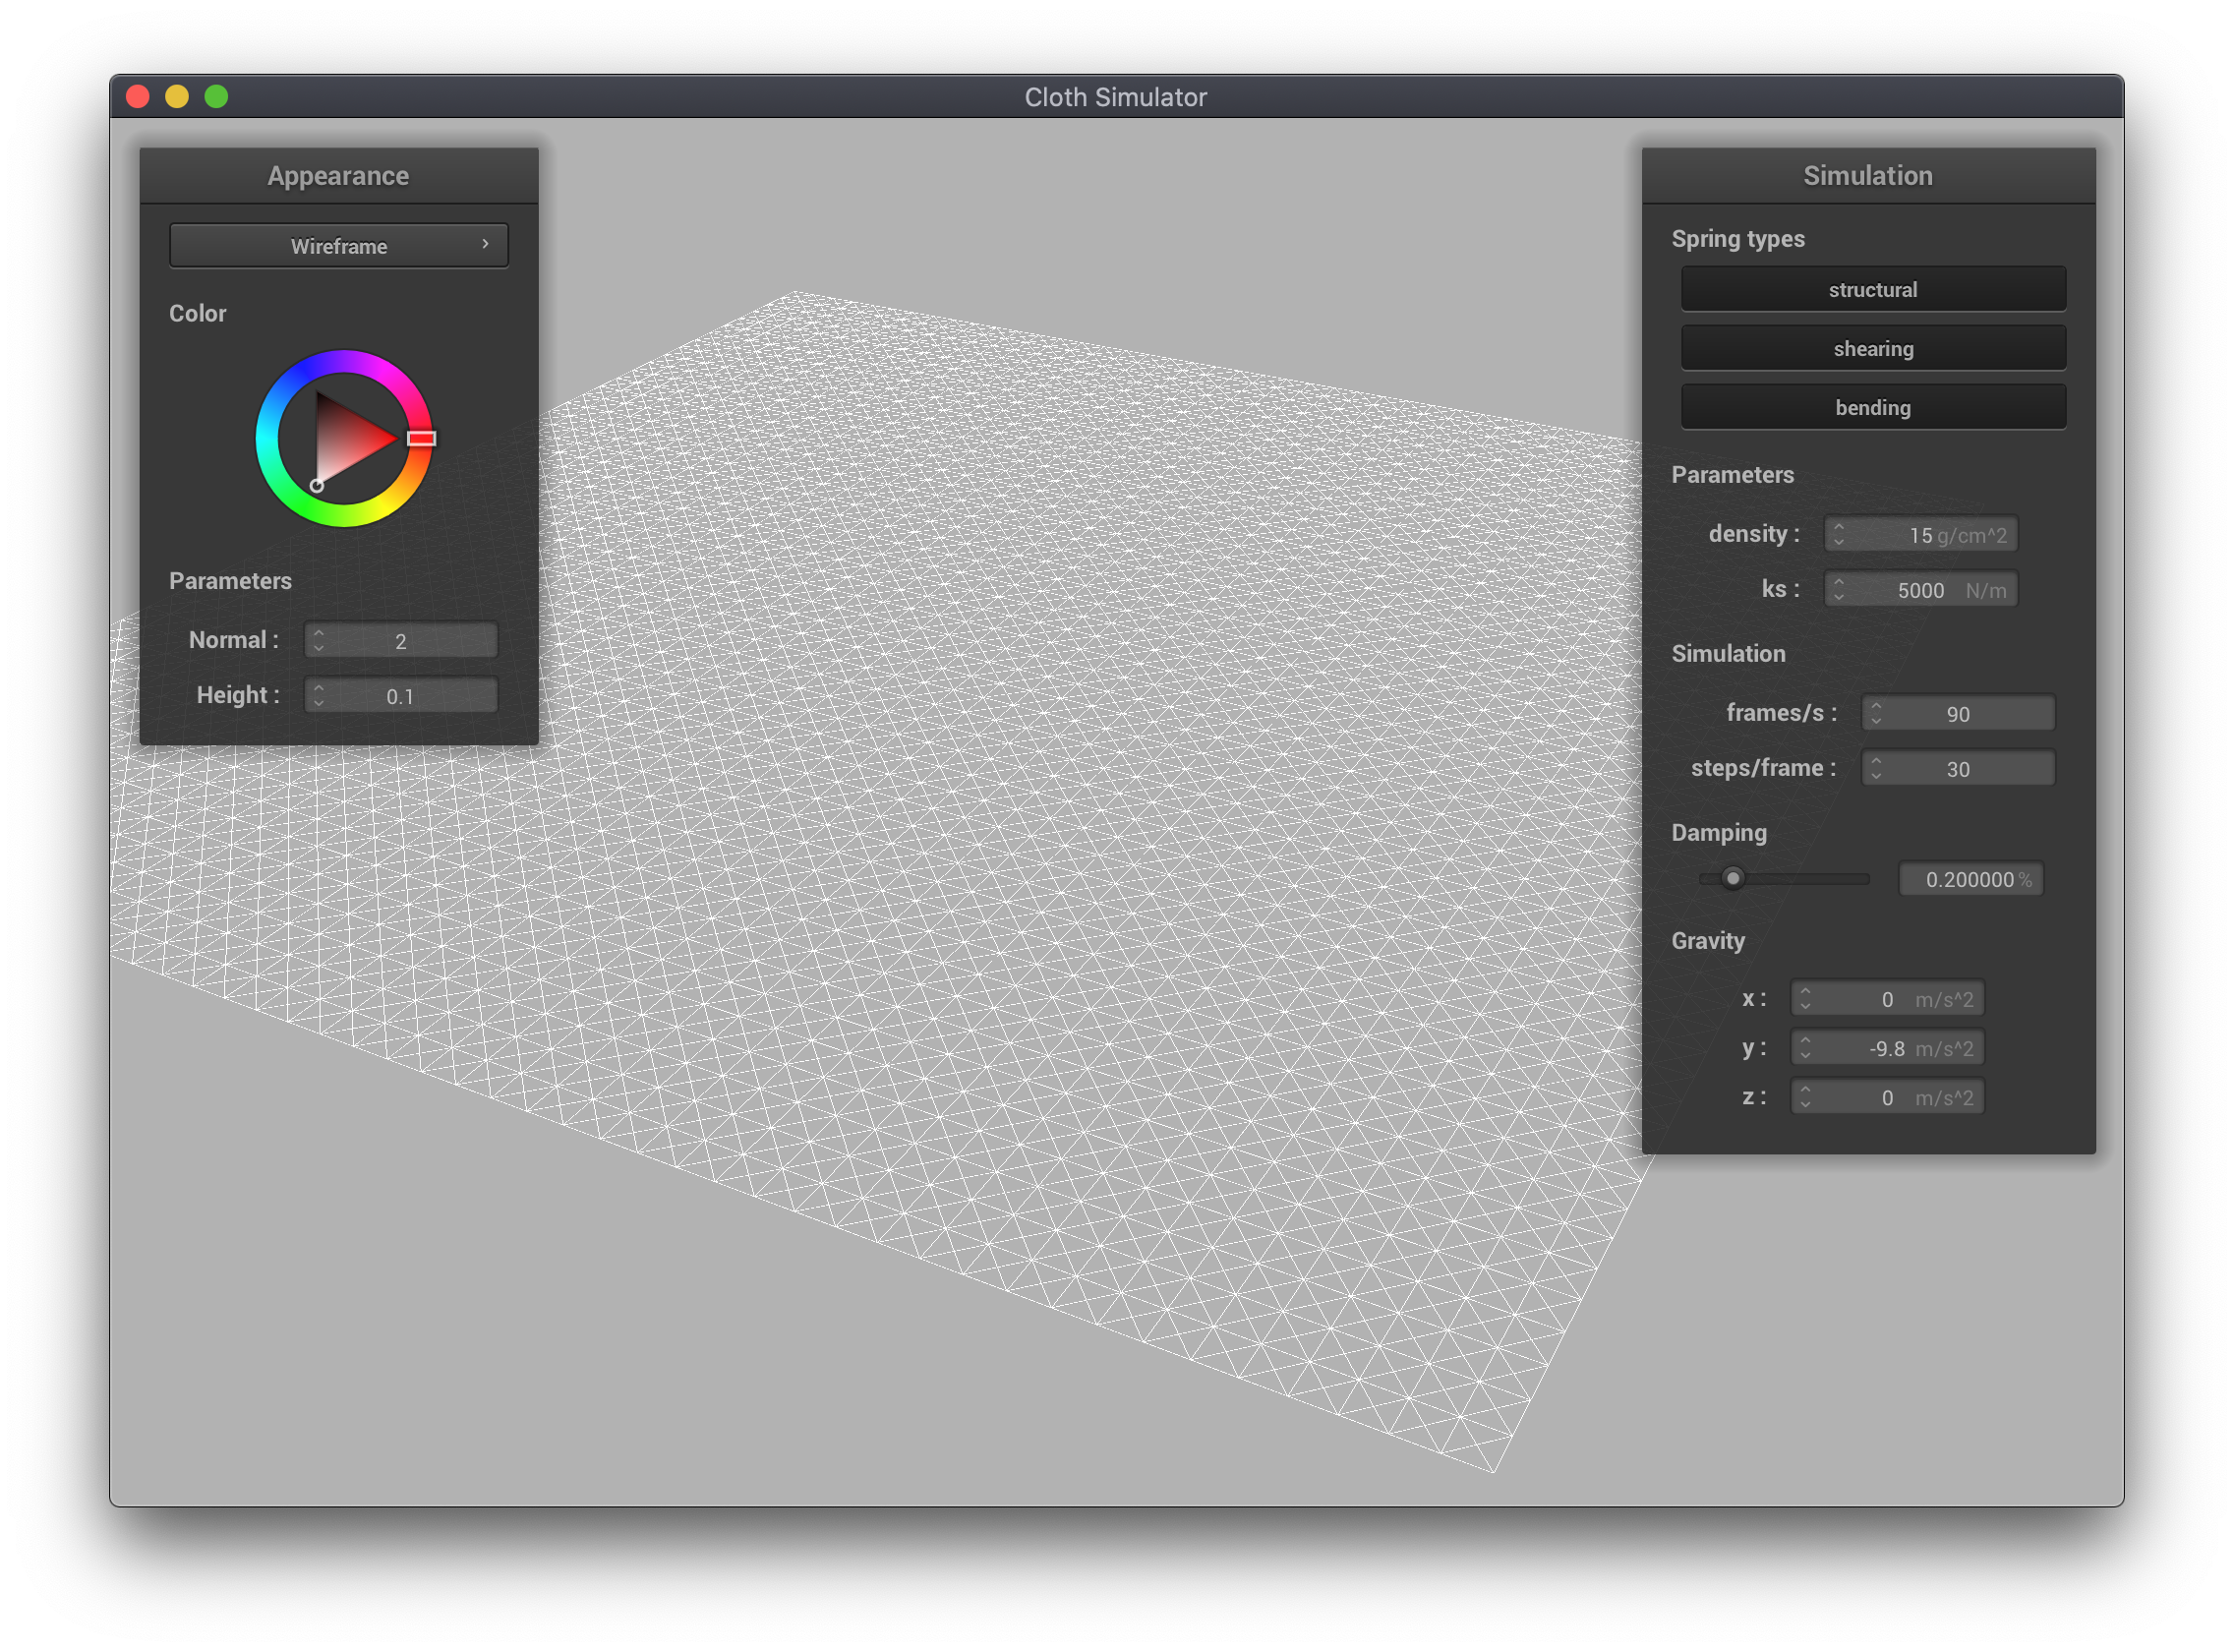 Cloth Simulator
Appearance
Wireframe
Color
Parameters
Normal : 2
Height : 0.1
Simulation
Spring types
structural
shearing
bending
Parameters
density : 15 g/cm^2
ks : 5000 N/m
Simulation
frames/s : 90
steps/frame : 30
Damping
0.200000 %
Gravity
x : 0 m/s^2
y : -9.8 m/s^2
z : 0 m/s^2